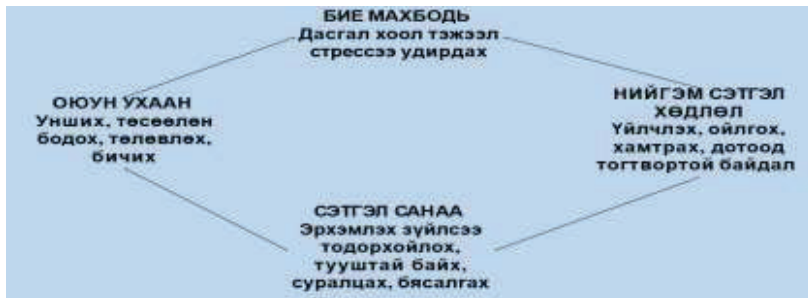 БИЕ МАХБОДЬ
Дасгал хоол тэжээл
стрессээ удирдах
ОЮУН УХААН
Унших, төсөөлөн
бодох, төлөвлөх,
бичих
НИЙГЭМ СЭТГЭЛ
ХӨДЛӨЛ
Үйлчлэх, ойлгох,
хамтрах, дотоод
тогтвортой байдал
СЭТГЭЛ САНАА
Эрхэмлэх зүйлсээ
тодорхойлох,
тууштай байх,
суралцах, бясалгах